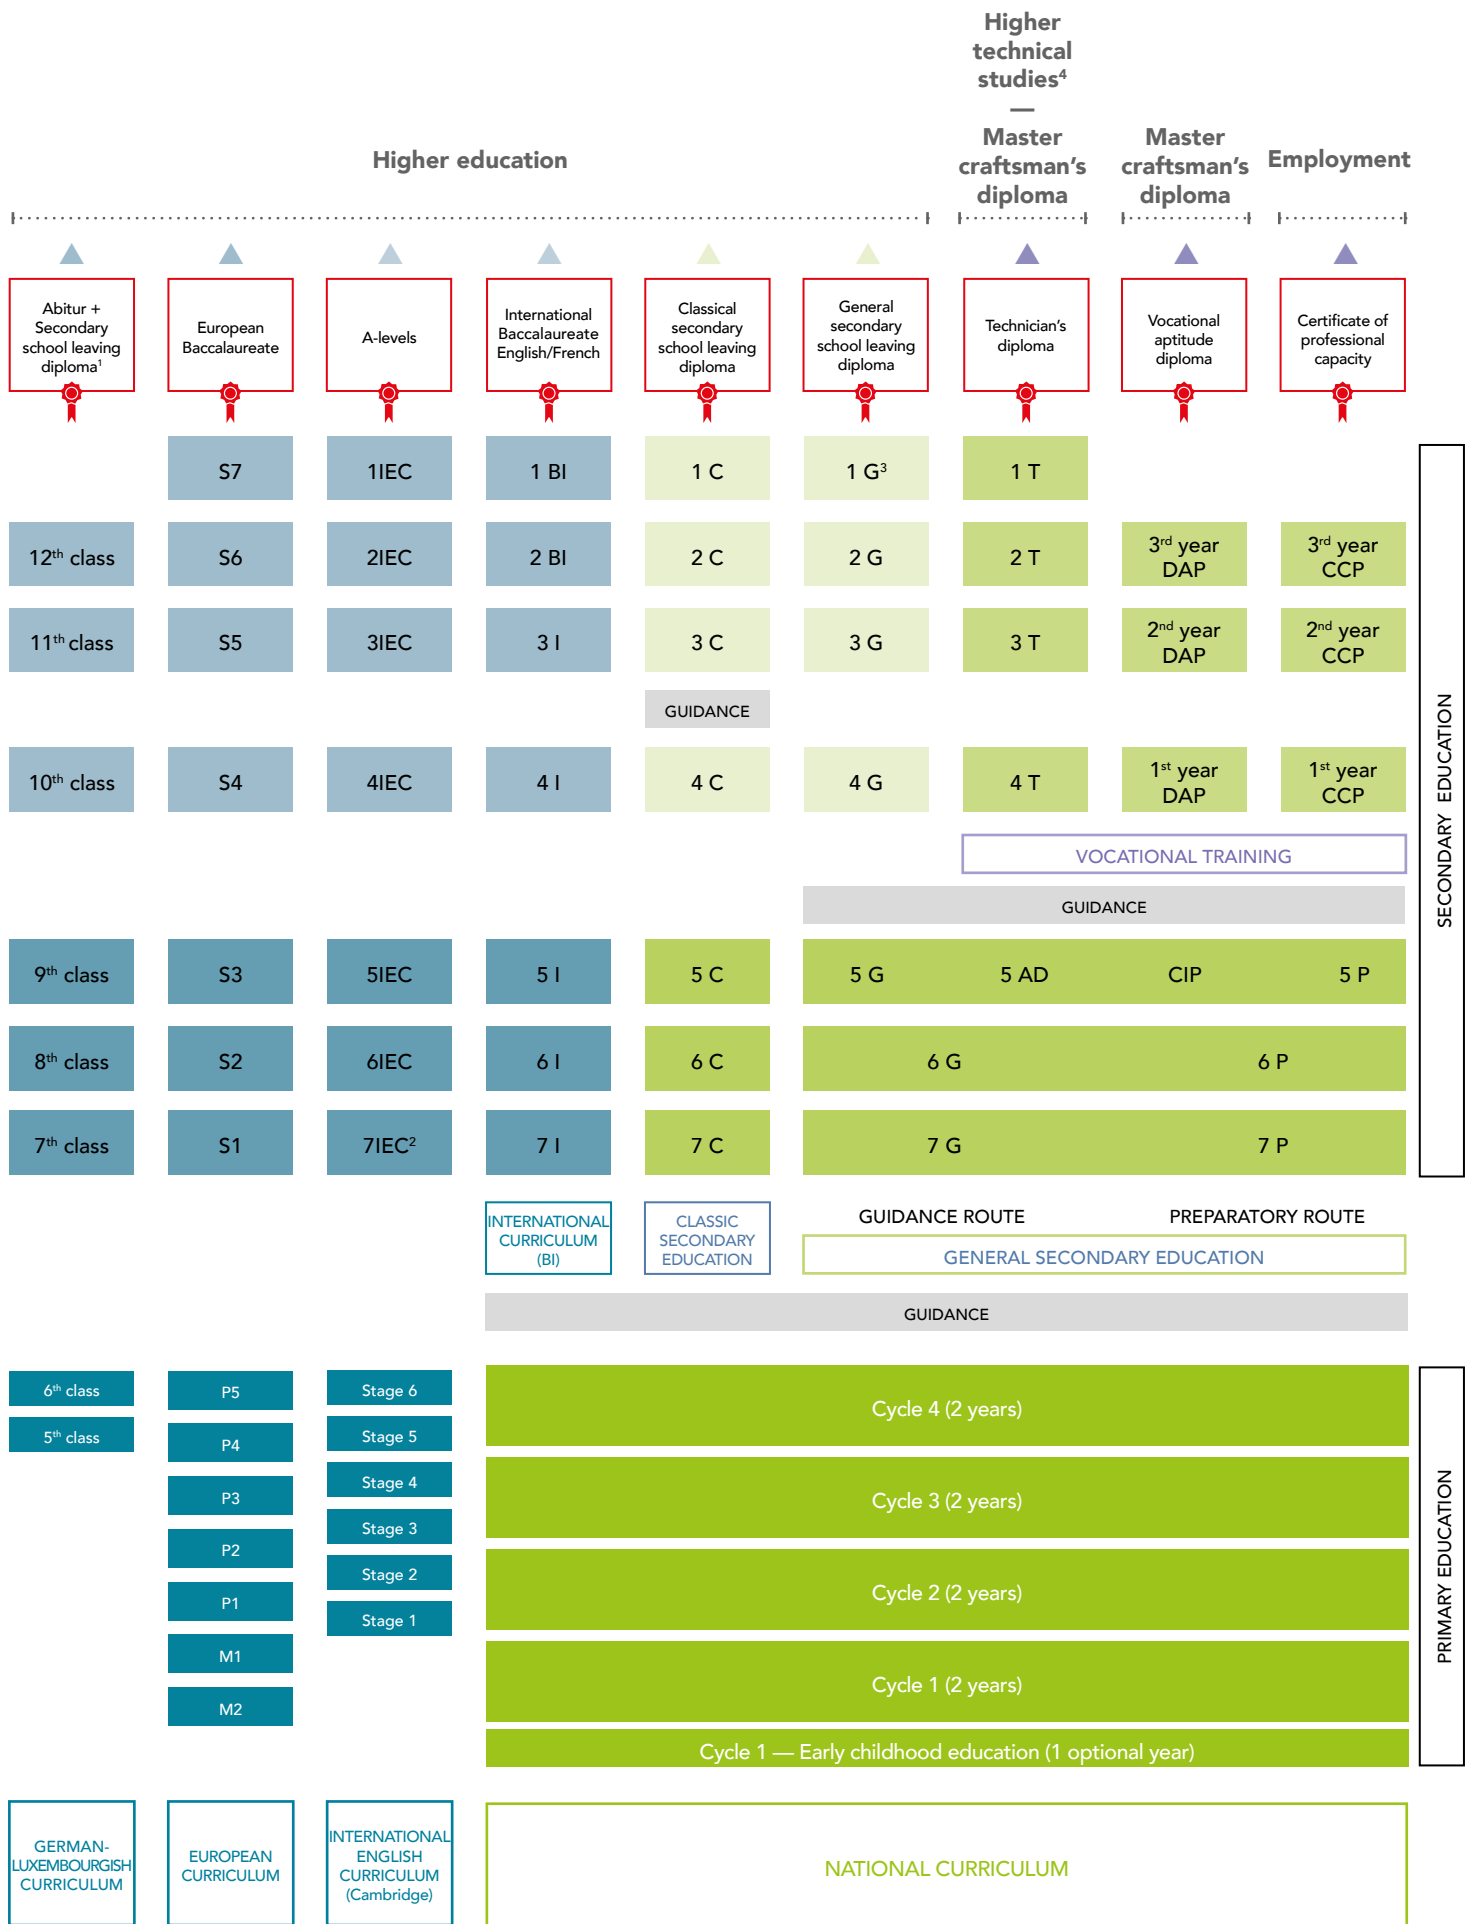 Higher
technical
studies⁴
—
Master
craftsman's
diploma
Higher education
Master
craftsman's
diploma
Employment
Abitur +
Secondary
school leaving
diploma¹
European
Baccalaureate
A-levels
International
Baccalaureate
English/French
Classical
secondary
school leaving
diploma
General
secondary
school leaving
diploma
Technician's
diploma
Vocational
aptitude
diploma
Certificate of
professional
capacity
S7
1IEC
1 BI
1 C
1 G³
1 T
12th class
S6
2IEC
2 BI
2 C
2 G
2 T
3rd year
DAP
3rd year
CCP
11th class
S5
3IEC
3 I
3 C
3 G
3 T
2nd year
DAP
2nd year
CCP
GUIDANCE
10th class
S4
4IEC
4 I
4 C
4 G
4 T
1st year
DAP
1st year
CCP
VOCATIONAL TRAINING
GUIDANCE
9th class
S3
5IEC
5 I
5 C
5 G
5 AD
CIP
5 P
8th class
S2
6IEC
6 I
6 C
6 G
6 P
7th class
S1
7IEC²
7 I
7 C
7 G
7 P
SECONDARY EDUCATION
INTERNATIONAL
CURRICULUM
(BI)
CLASSIC
SECONDARY
EDUCATION
GUIDANCE ROUTE
PREPARATORY ROUTE
GENERAL SECONDARY EDUCATION
GUIDANCE
6th class
5th class
P5
P4
P3
P2
P1
M1
M2
Stage 6
Stage 5
Stage 4
Stage 3
Stage 2
Stage 1
Cycle 4 (2 years)
Cycle 3 (2 years)
Cycle 2 (2 years)
Cycle 1 (2 years)
Cycle 1 — Early childhood education (1 optional year)
PRIMARY EDUCATION
GERMAN-
LUXEMBOURGISH
CURRICULUM
EUROPEAN
CURRICULUM
INTERNATIONAL
ENGLISH
CURRICULUM
(Cambridge)
NATIONAL CURRICULUM